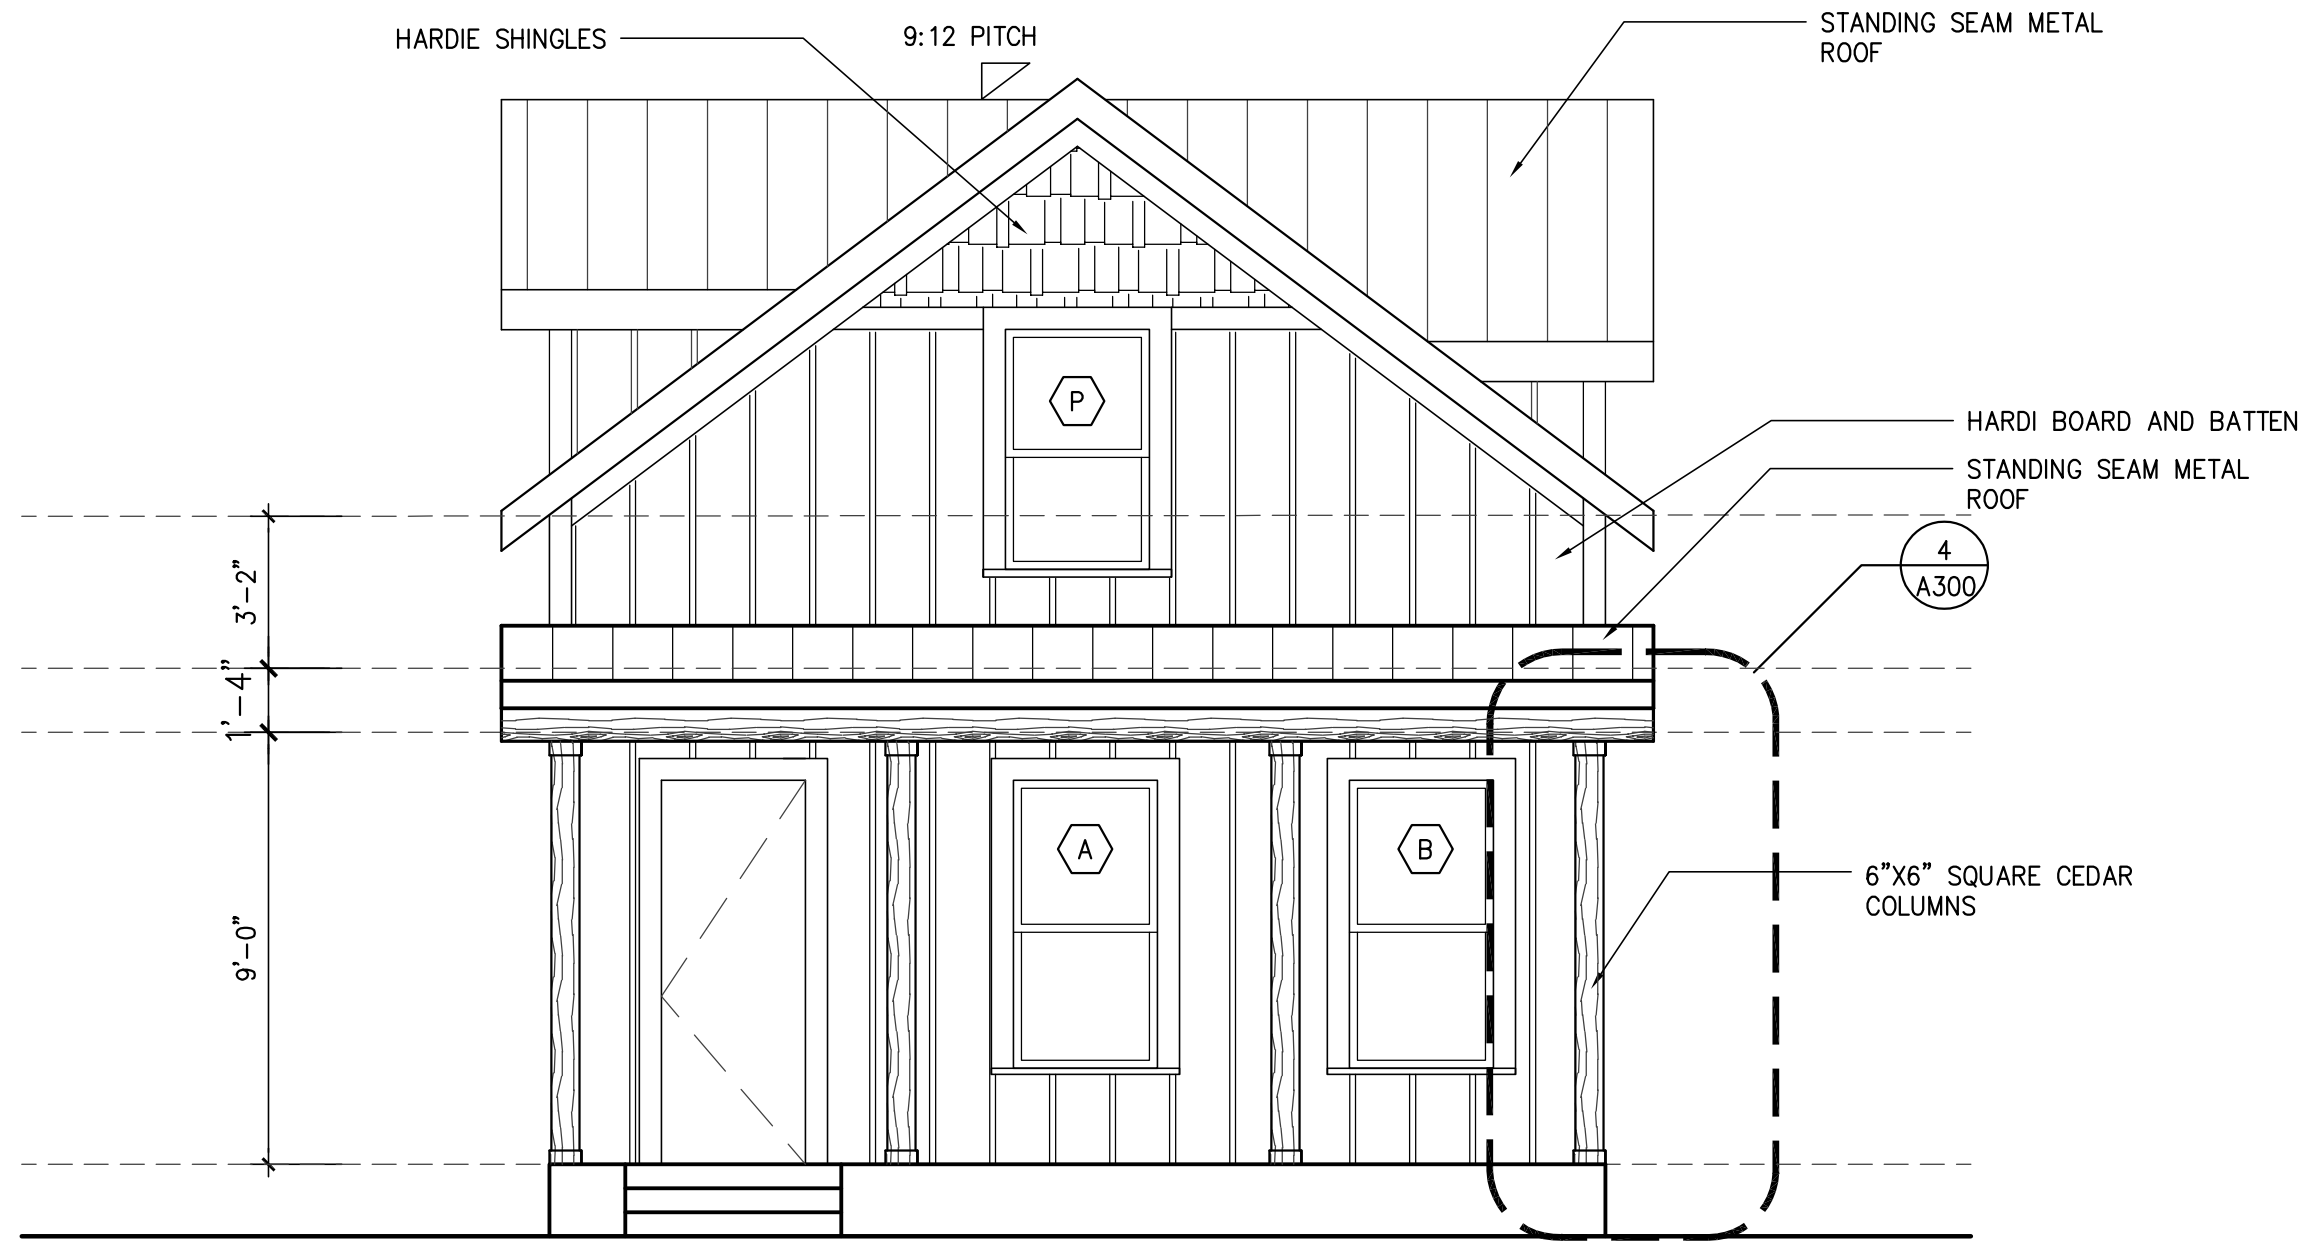 HARDIE SHINGLES
9:12 PITCH
STANDING SEAM METAL
ROOF
P
HARDI BOARD AND BATTEN
STANDING SEAM METAL
ROOF
4
A300
3'-2"
1'-4"
9'-0"
A
B
6"X6" SQUARE CEDAR
COLUMNS